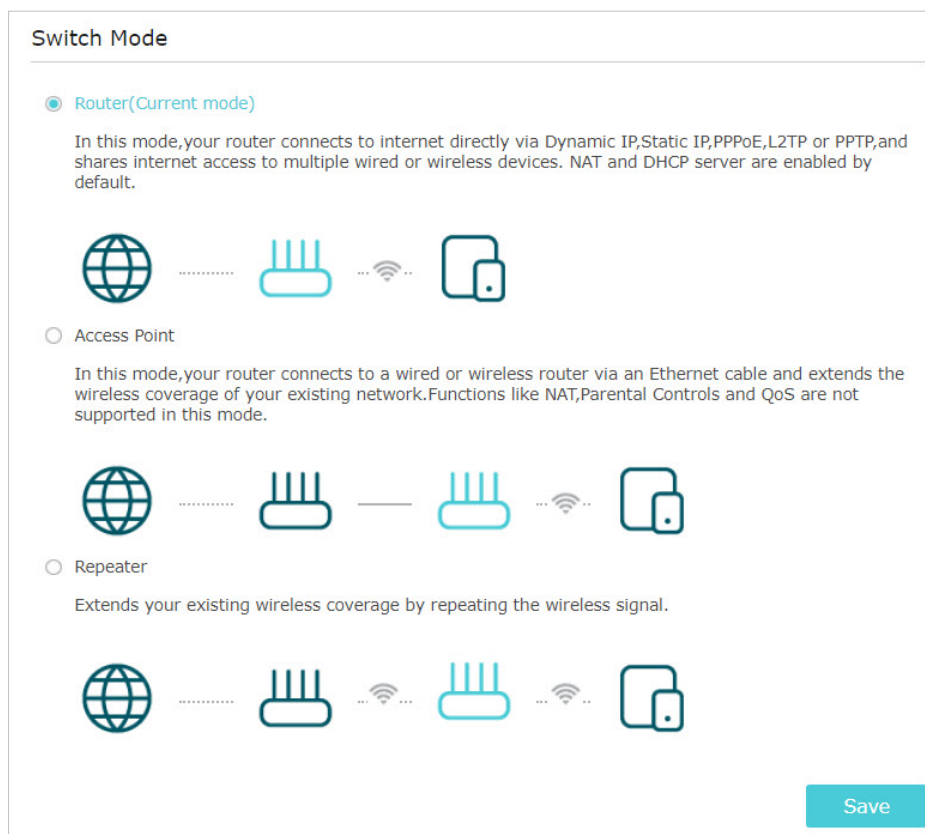 Switch Mode
Router(Current mode)
In this mode,your router connects to internet directly via Dynamic IP,Static IP,PPPoE,L2TP or PPTP,and
shares internet access to multiple wired or wireless devices. NAT and DHCP server are enabled by
default.
Access Point
In this mode,your router connects to a wired or wireless router via an Ethernet cable and extends the
wireless coverage of your existing network.Functions like NAT,Parental Controls and QoS are not
supported in this mode.
Repeater
Extends your existing wireless coverage by repeating the wireless signal.
Save